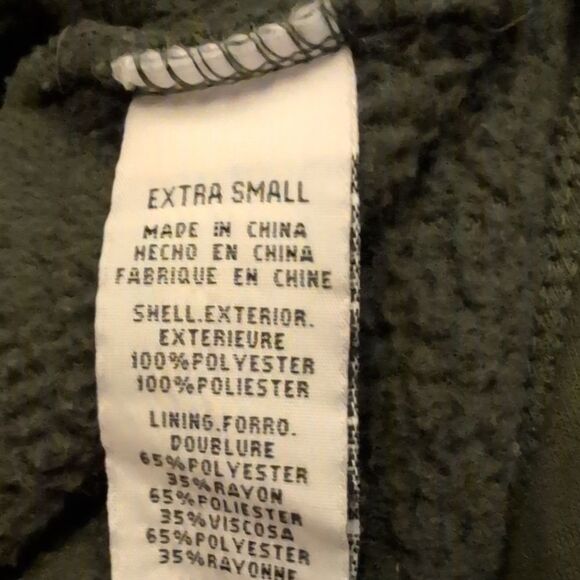 EXTRA SMALL
MADE IN CHINA
HECHO EN CHINA
FABRIQUE EN CHINE
SHELL.EXTERIOR.
EXTERIEURE
100%POLYESTER
100%POLIESTER
LINING.FORRO.
DOUBLURE
65%POLYESTER
35%RAYON
65%POLIESTER
35%VISCOSA
65%POLYESTER
35%RAYONNE